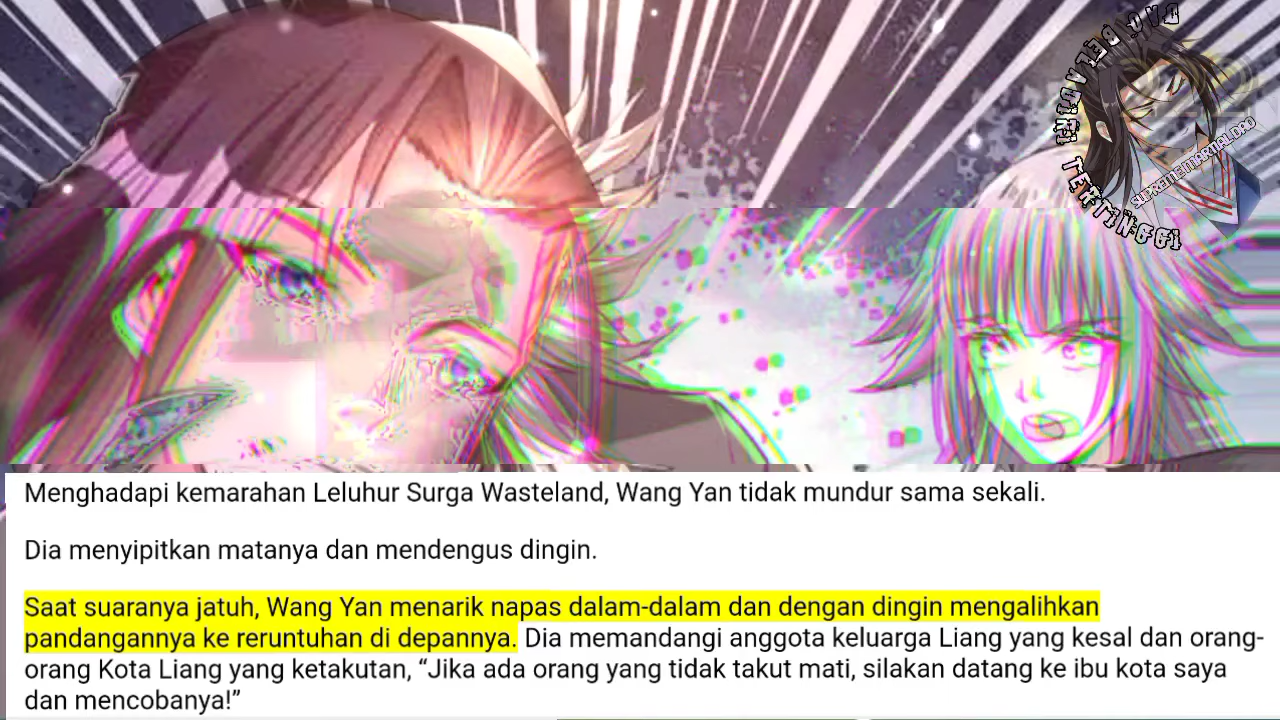 DAO BELADIRI TERTINGGI
Menghadapi kemarahan Leluhur Surga Wasteland, Wang Yan tidak mundur sama sekali.
Dia menyipitkan matanya dan mendengus dingin.
Saat suaranya jatuh, Wang Yan menarik napas dalam-dalam dan dengan dingin mengalihkan
pandangannya ke reruntuhan di depannya. Dia memandangi anggota keluarga Liang yang kesal dan orang-
orang Kota Liang yang ketakutan, “Jika ada orang yang tidak takut mati, silakan datang ke ibu kota saya
dan mencobanya!”